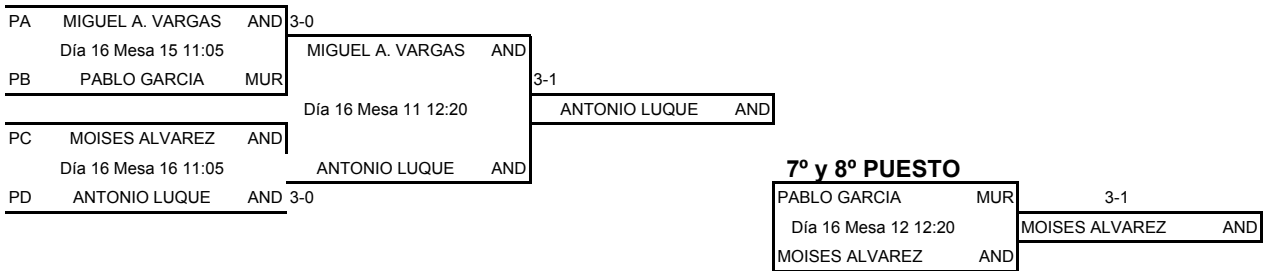 PA MIGUEL A. VARGAS AND 3-0
Día 16 Mesa 15 11:05 MIGUEL A. VARGAS AND
PB PABLO GARCIA MUR 3-1
Día 16 Mesa 11 12:20 ANTONIO LUQUE AND
PC MOISES ALVAREZ AND
Día 16 Mesa 16 11:05 ANTONIO LUQUE AND 7º y 8º PUESTO
PD ANTONIO LUQUE AND 3-0 PABLO GARCIA MUR 3-1
Día 16 Mesa 12 12:20 MOISES ALVAREZ AND
MOISES ALVAREZ AND